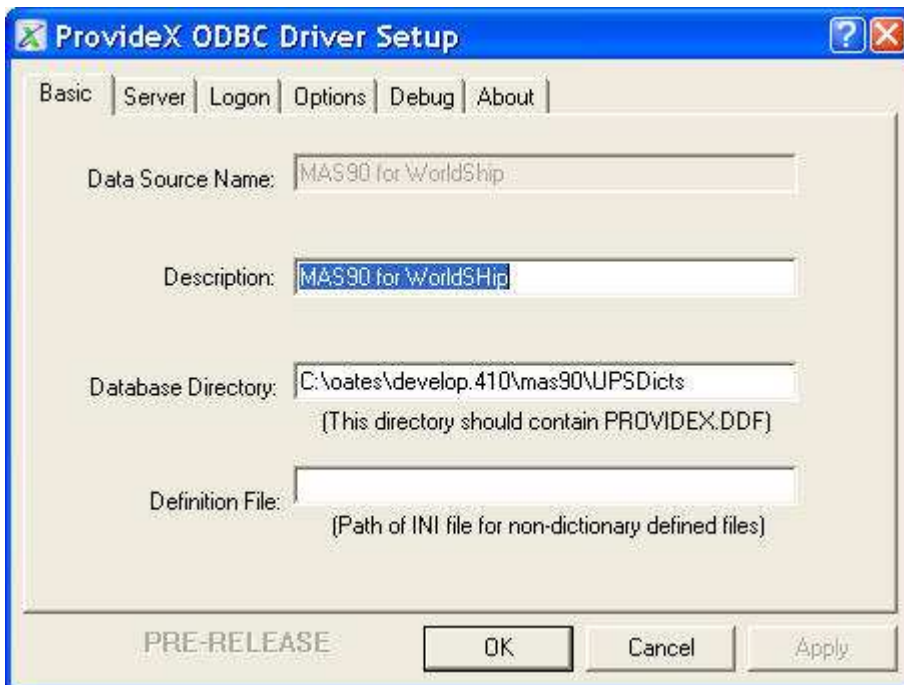 ProvideX ODBC Driver Setup
Basic Server Logon Options Debug About
Data Source Name: MAS90 for WorldShip
Description: MAS90 for WorldSHip
Database Directory: C:\oates\develop.410\mas90\UPSDicts
(This directory should contain PROVIDEX.DDF)
Definition File:
(Path of INI file for non-dictionary defined files)
PRE-RELEASE OK Cancel Apply